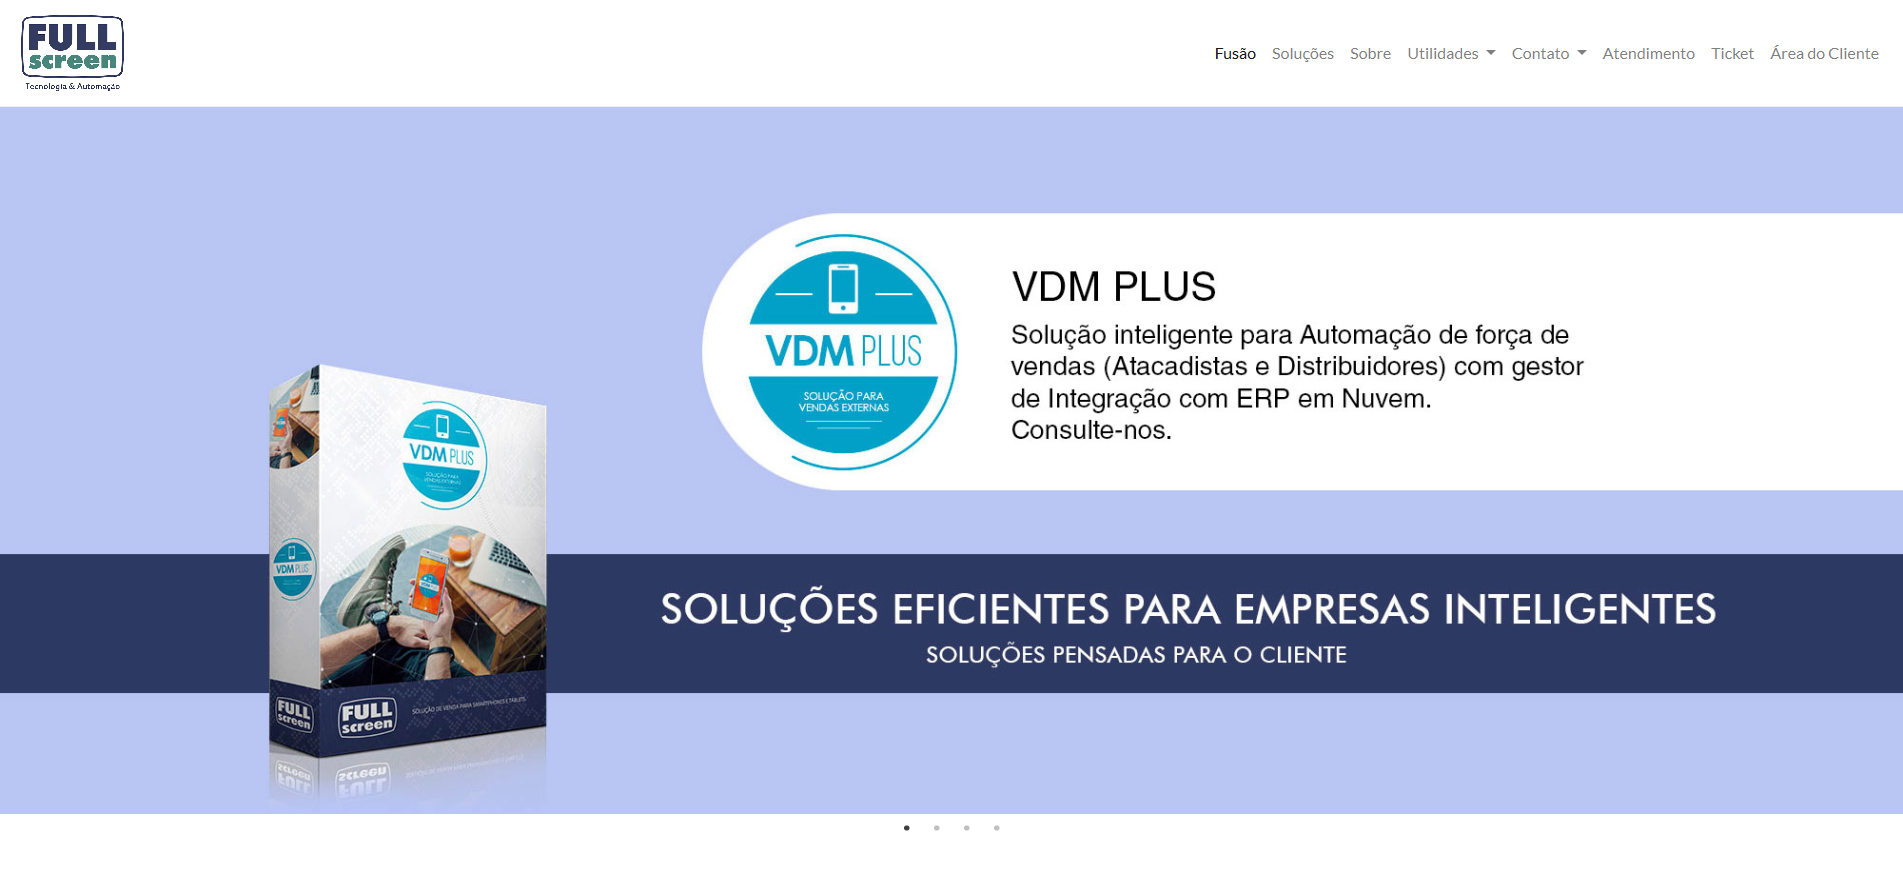 FULL
screen
Tecnologia & Automação
Fusão Soluções Sobre Utilidades Contato Atendimento Ticket Área do Cliente
VDM PLUS
SOLUÇÃO PARA
VENDAS EXTERNAS
VDM PLUS
Solução inteligente para Automação de força de
vendas (Atacadistas e Distribuidores) com gestor
de Integração com ERP em Nuvem.
Consulte-nos.
VDM PLUS
SOLUÇÃO PARA
VENDAS EXTERNAS
VDM PLUS
SOLUÇÕES EFICIENTES PARA EMPRESAS INTELIGENTES
SOLUÇÕES PENSADAS PARA O CLIENTE
FULL
screen
FULL
screen
SOLUÇÃO DE VENDA PARA SMARTPHONES E TABLETS